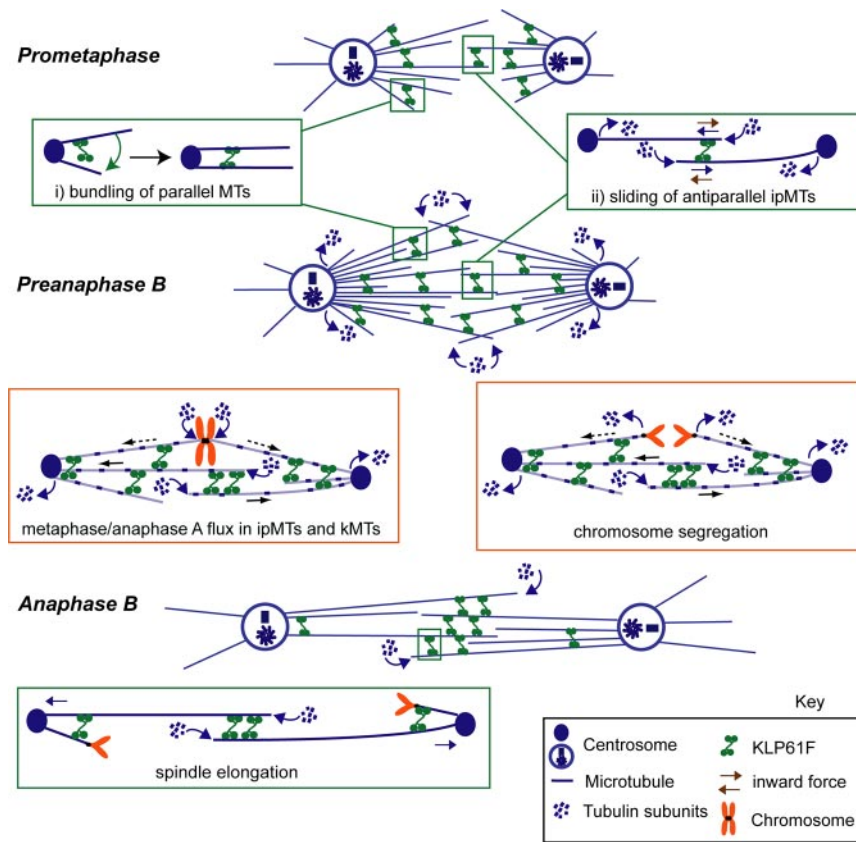 Prometaphase
i) bundling of parallel MTs
ii) sliding of antiparallel ipMTs
Preanaphase B
metaphase/anaphase A flux in ipMTs and kMTs
chromosome segregation
Anaphase B
spindle elongation
Key
Centrosome
KLP61F
Microtubule
inward force
Tubulin subunits
Chromosome